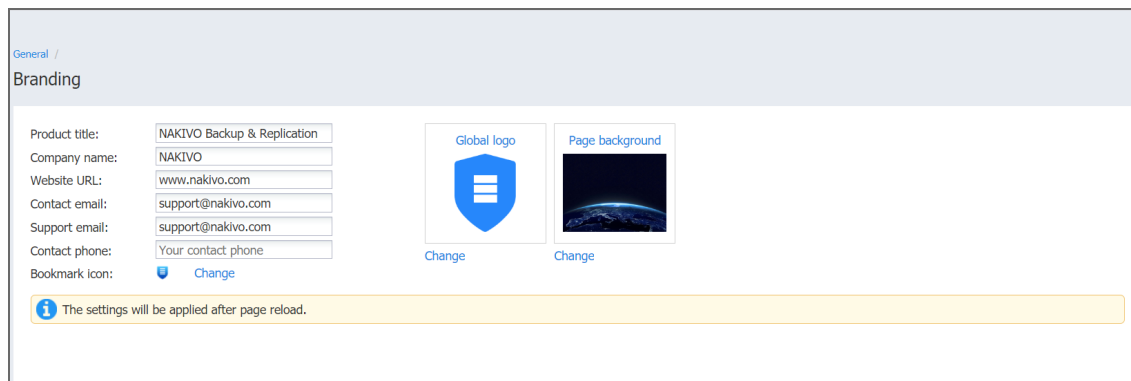 General /
Branding
Product title: NAKIVO Backup & Replication
Company name: NAKIVO
Website URL: www.nakivo.com
Contact email: support@nakivo.com
Support email: support@nakivo.com
Contact phone: Your contact phone
Bookmark icon: Change
Global logo
Change
Page background
Change
The settings will be applied after page reload.